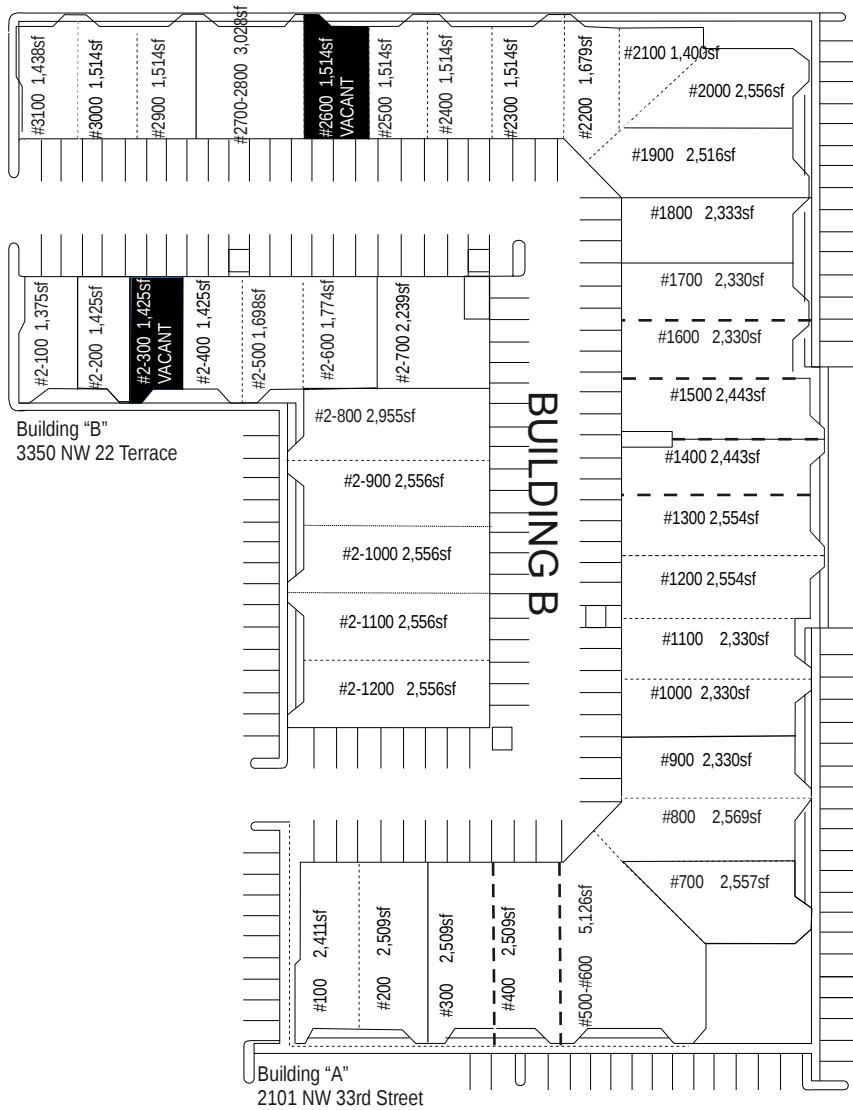 #3100 1,438sf
#3000 1,514sf
#2900 1,514sf
#2700-2800 3,028sf
#2600 1,514sf
VACANT
#2500 1,514sf
#2400 1,514sf
#2300 1,514sf
#2200 1,679sf
#2100 1,400sf
#2000 2,556sf
#1900 2,516sf
#1800 2,333sf
#1700 2,330sf
#1600 2,330sf
#1500 2,443sf
#1400 2,443sf
#1300 2,554sf
#1200 2,554sf
#1100 2,330sf
#1000 2,330sf
#900 2,330sf
#800 2,569sf
#700 2,557sf
#2-100 1,375sf
#2-200 1,425sf
#2-300 1,425sf
VACANT
#2-400 1,425sf
#2-500 1,698sf
#2-600 1,774sf
#2-700 2,239sf
Building “B”
3350 NW 22 Terrace
#2-800 2,955sf
#2-900 2,556sf
#2-1000 2,556sf
#2-1100 2,556sf
#2-1200 2,556sf
BUILDING B
#100 2,411sf
#200 2,509sf
#300 2,509sf
#400 2,509sf
#500-#600 5,126sf
Building “A”
2101 NW 33rd Street